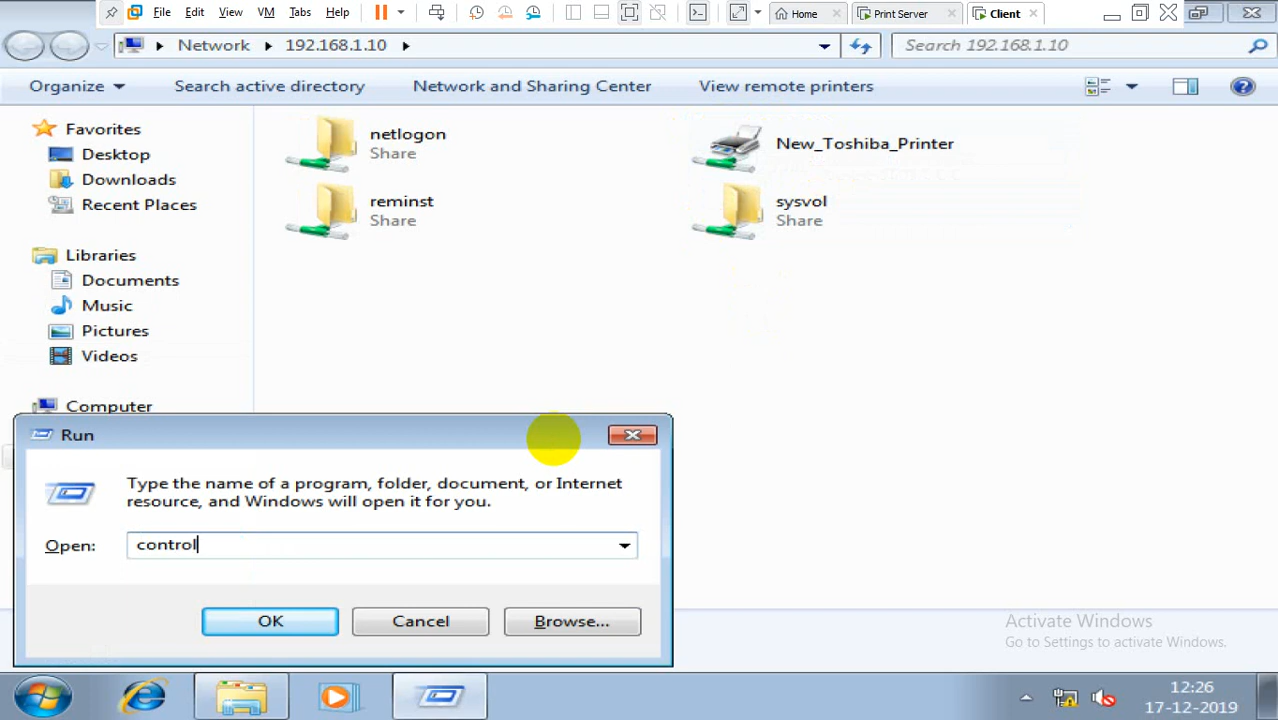 File Edit View VM Tabs Help Home Print Server Client
Network 192.168.1.10 Search 192.168.1.10
Organize Search active directory Network and Sharing Center View remote printers
Favorites
Desktop
Downloads
Recent Places
Libraries
Documents
Music
Pictures
Videos
Computer
netlogon
Share
New_Toshiba_Printer
reminst
Share
sysvol
Share
Run
Type the name of a program, folder, document, or Internet
resource, and Windows will open it for you.
Open: control
OK Cancel Browse...
Activate Windows
Go to Settings to activate Windows.
12:26
17-12-2019